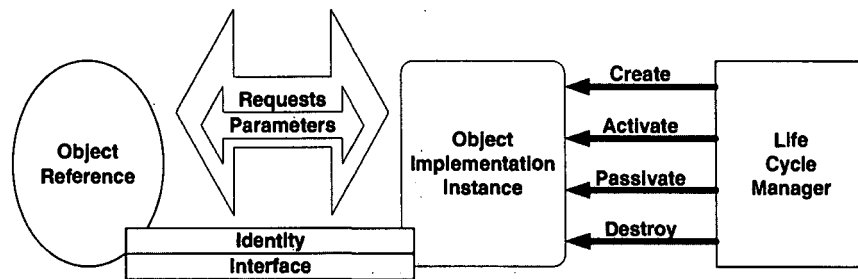 Object
Reference
Requests
Parameters
Identity
Interface
Object
Implementation
Instance
Create
Activate
Passivate
Destroy
Life
Cycle
Manager